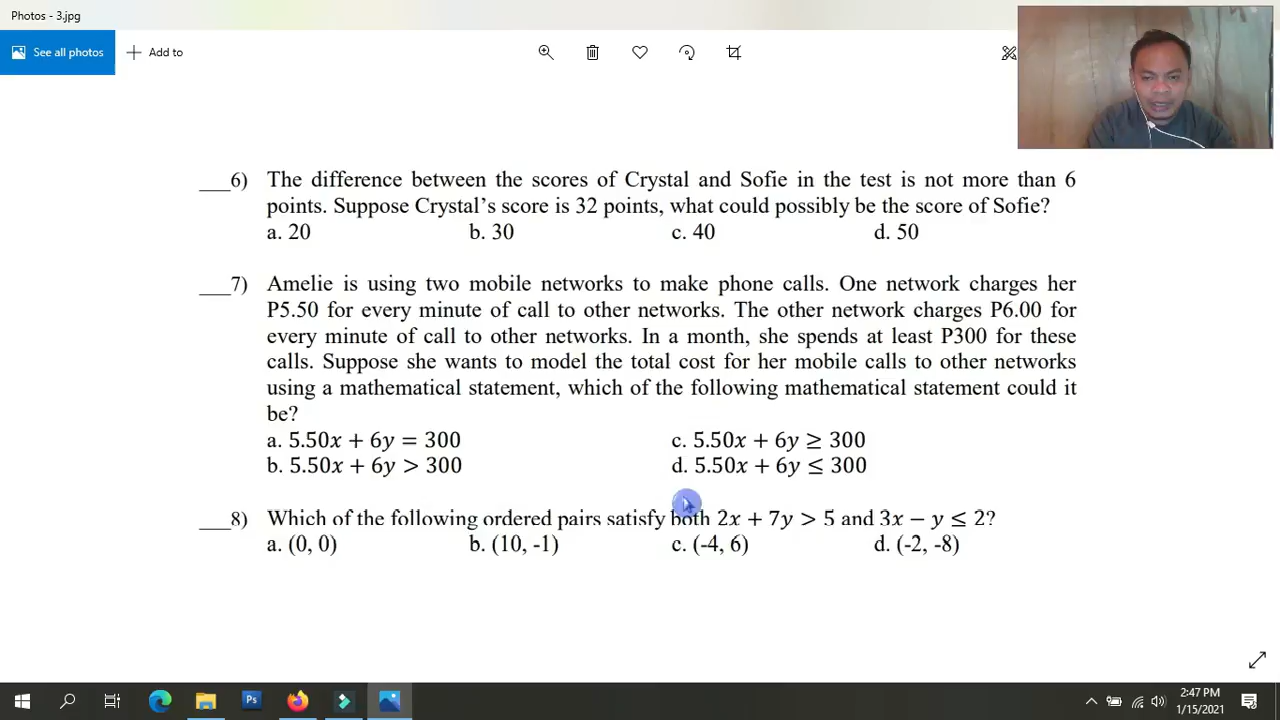 Photos - 3.jpg
See all photos
Add to
___6) The difference between the scores of Crystal and Sofie in the test is not more than 6
points. Suppose Crystal's score is 32 points, what could possibly be the score of Sofie?
a. 20 b. 30 c. 40 d. 50
___7) Amelie is using two mobile networks to make phone calls. One network charges her
P5.50 for every minute of call to other networks. The other network charges P6.00 for
every minute of call to other networks. In a month, she spends at least P300 for these
calls. Suppose she wants to model the total cost for her mobile calls to other networks
using a mathematical statement, which of the following mathematical statement could it
be?
a. 5.50x + 6y = 300 c. 5.50x + 6y ≥ 300
b. 5.50x + 6y > 300 d. 5.50x + 6y ≤ 300
___8) Which of the following ordered pairs satisfy both 2x + 7y > 5 and 3x − y ≤ 2?
a. (0, 0) b. (10, -1) c. (-4, 6) d. (-2, -8)
Ps
2:47 PM
1/15/2021